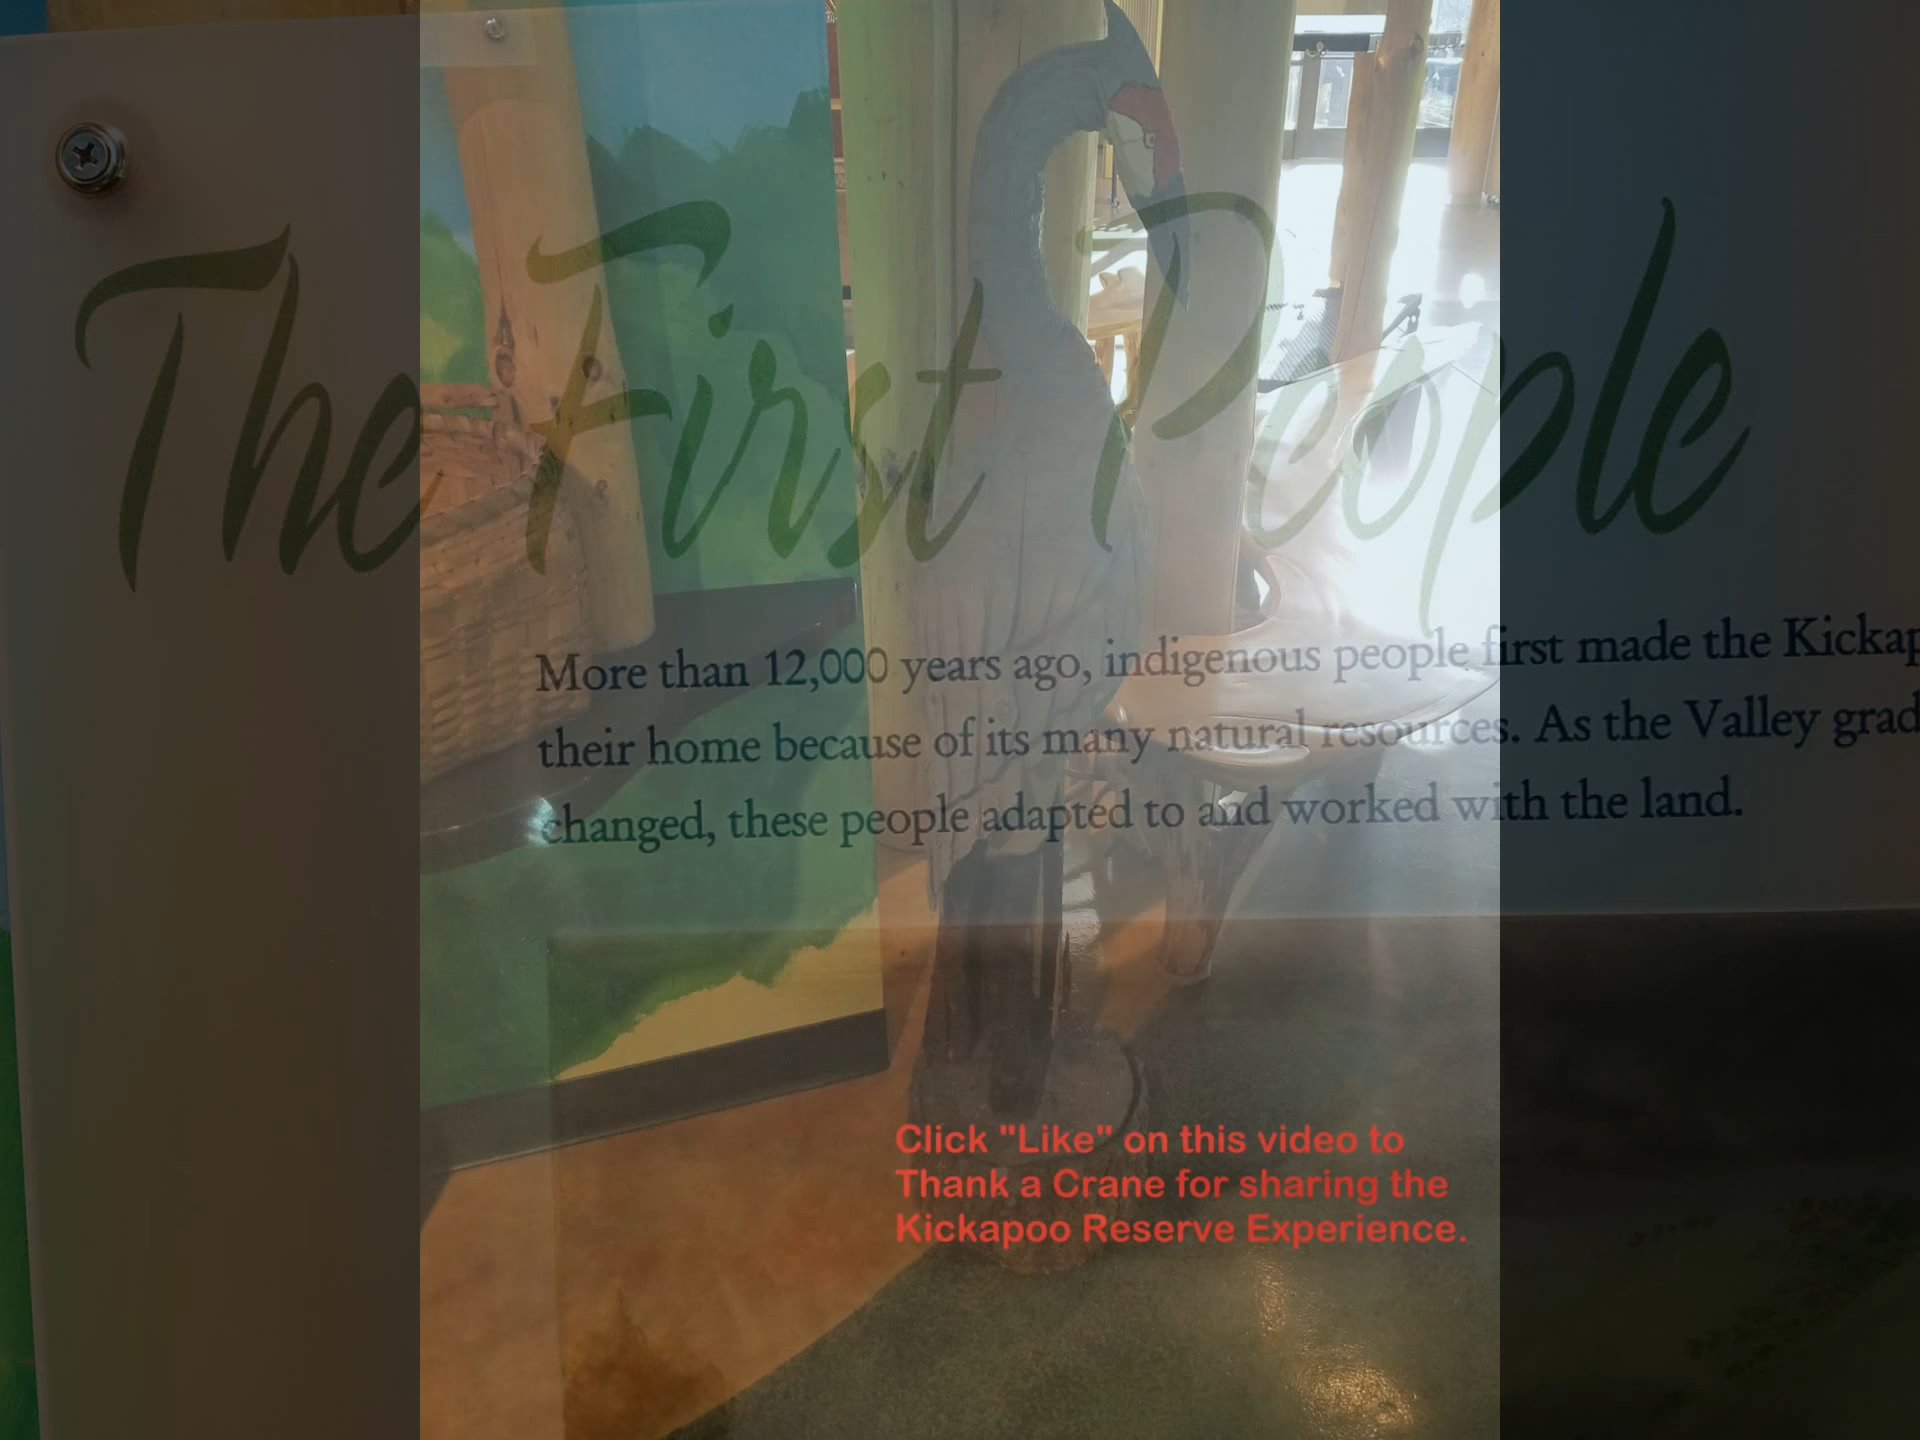 The First People
More than 12,000 years ago, indigenous people first made the
their home because of its many natural resources. As the Valley
changed, these people adapted to and worked with the land.
Click "Like" on this video to
Thank a Crane for sharing the
Kickapoo Reserve Experience.